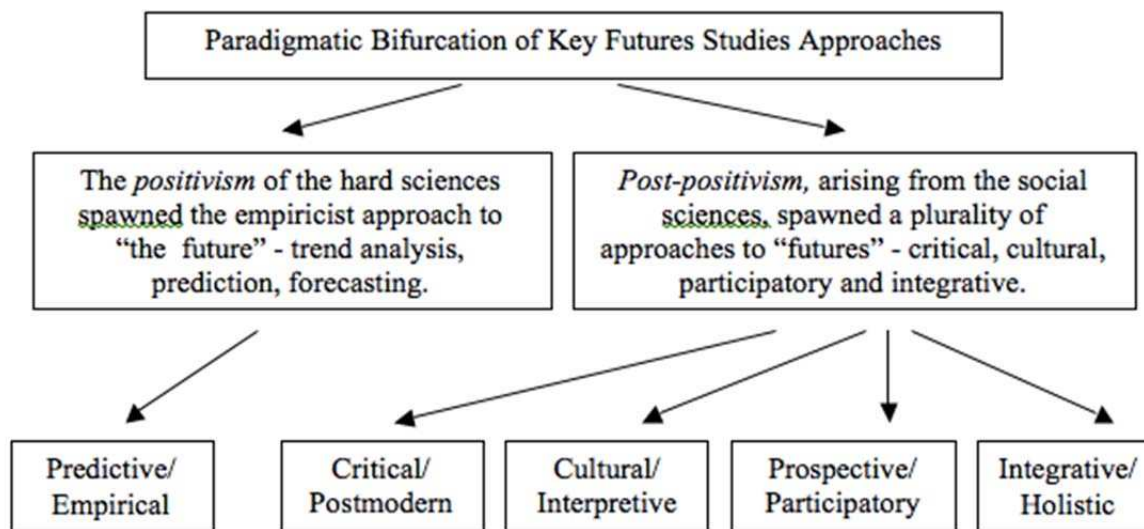 Paradigmatic Bifurcation of Key Futures Studies Approaches
The positivism of the hard sciences
spawned the empiricist approach to
“the future” - trend analysis,
prediction, forecasting.
Post-positivism, arising from the social
sciences, spawned a plurality of
approaches to “futures” - critical, cultural,
participatory and integrative.
Predictive/
Empirical
Critical/
Postmodern
Cultural/
Interpretive
Prospective/
Participatory
Integrative/
Holistic